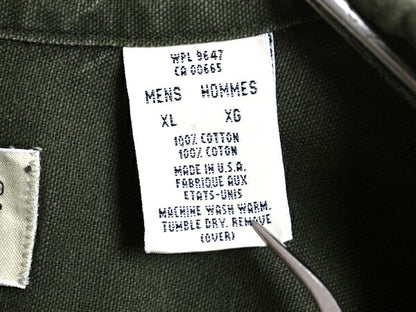 WPL 9647
CA 00665
MENS HOMMES
XL XG
100% COTTON
100% COTON
MADE IN U.S.A.
FABRIQUE AUX
ETATS-UNIS
MACHINE WASH WARM.
TUMBLE DRY. REMOVE
(OVER)